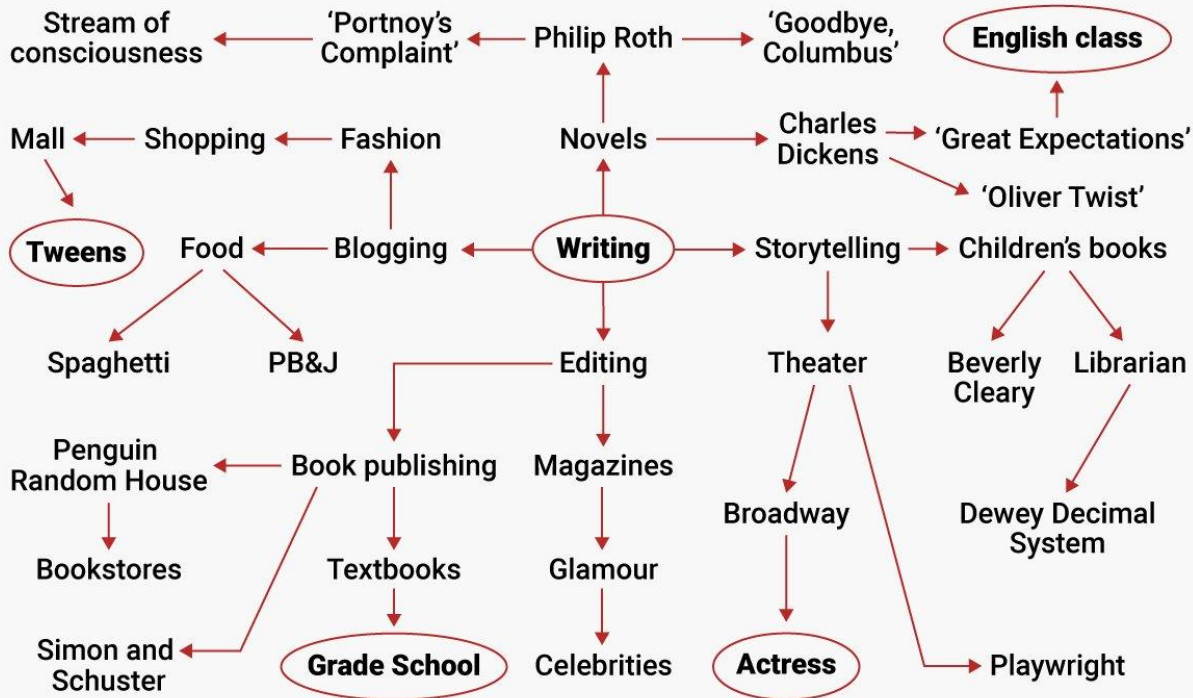 Stream of
consciousness
‘Portnoy’s
Complaint’
Philip Roth
‘Goodbye,
Columbus’
English class
Mall
Shopping
Fashion
Novels
Charles
Dickens
‘Great Expectations’
‘Oliver Twist’
Tweens
Food
Blogging
Writing
Storytelling
Children’s books
Spaghetti
PB&J
Editing
Theater
Beverly
Cleary
Librarian
Penguin
Random House
Book publishing
Magazines
Broadway
Dewey Decimal
System
Bookstores
Textbooks
Glamour
Simon and
Schuster
Grade School
Celebrities
Actress
Playwright